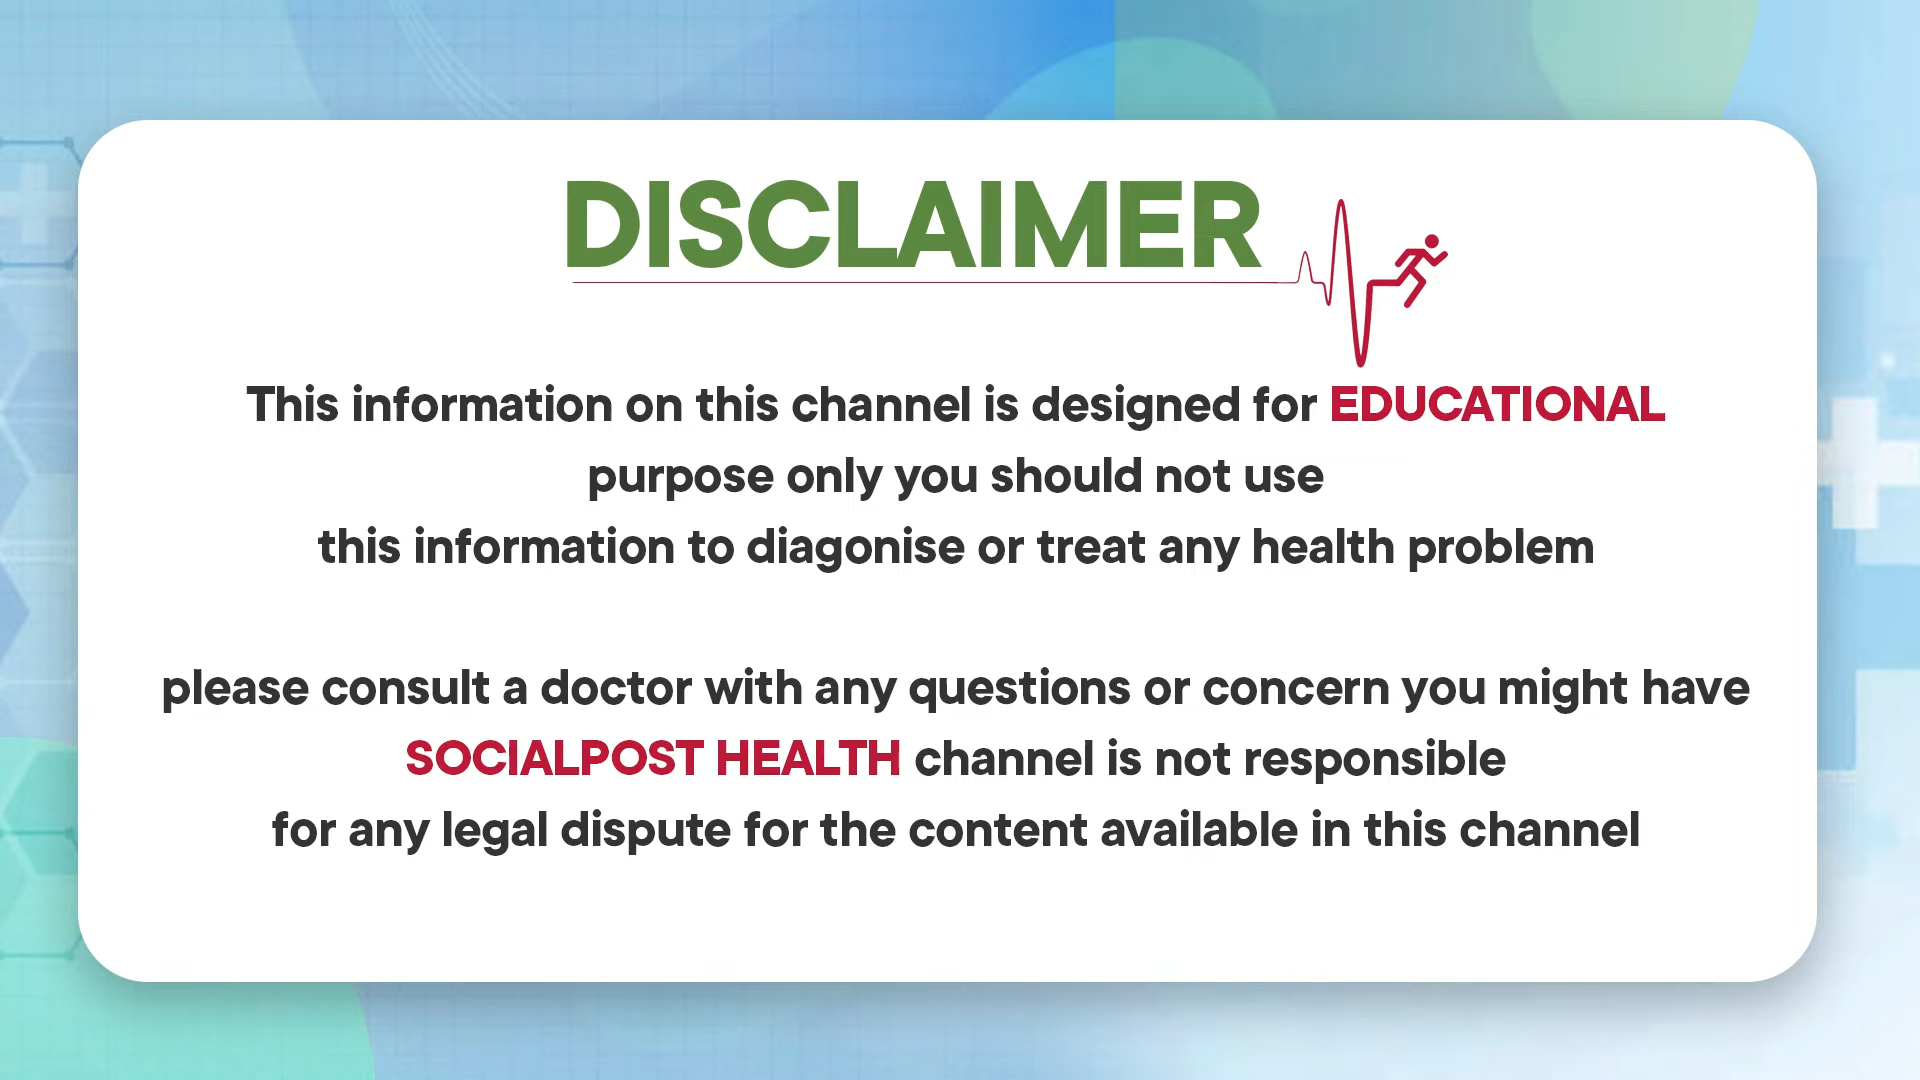 DISCLAIMER
This information on this channel is designed for EDUCATIONAL
purpose only you should not use
this information to diagonise or treat any health problem
please consult a doctor with any questions or concern you might have
SOCIALPOST HEALTH channel is not responsible
for any legal dispute for the content available in this channel